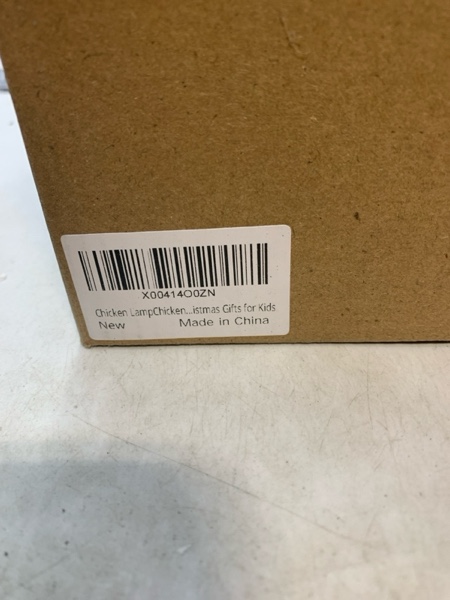 X00414O0ZN
Chicken LampChicken...istmas Gifts for Kids
New Made in China